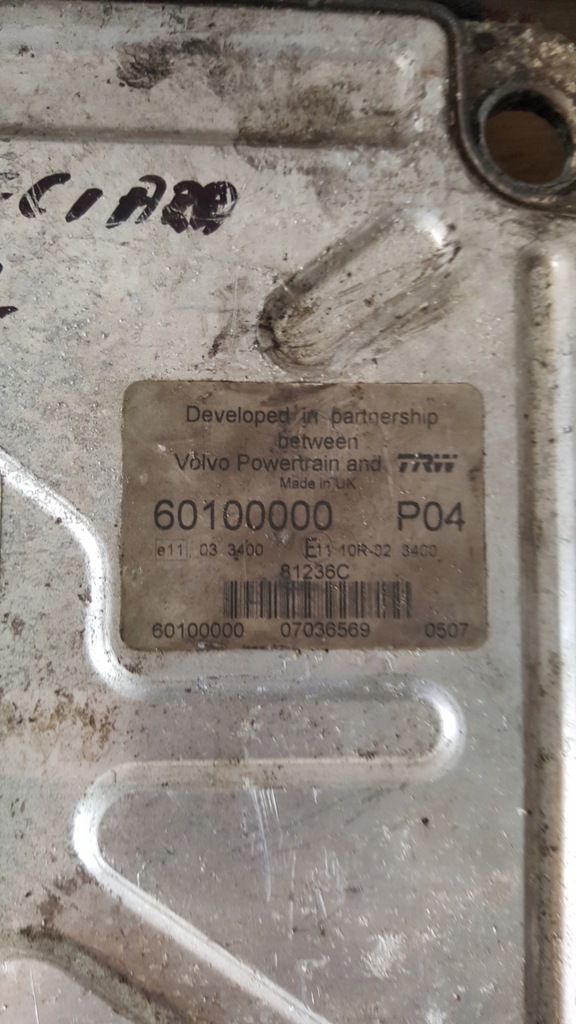 Developed in partnership
between
Volvo Powertrain and TRW
Made in UK
60100000 P04
e11 03 3400 E11 10R-02 3400
81236C
60100000 07036569 0507